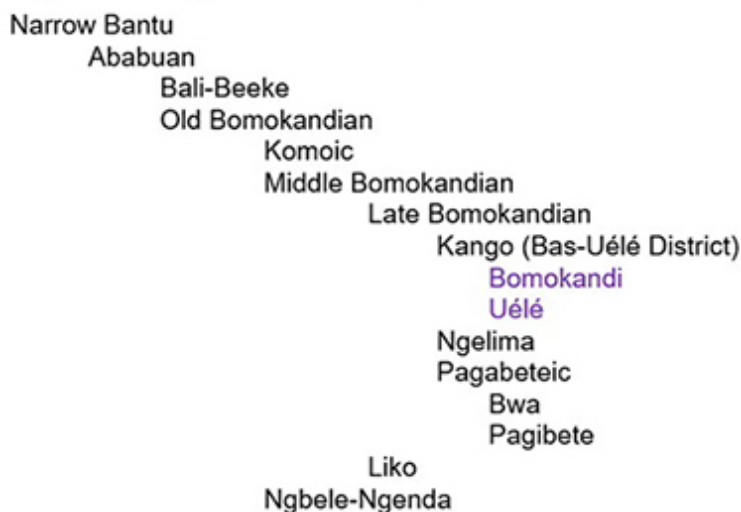 Narrow Bantu
Ababuan
Bali-Beeke
Old Bomokandian
Komoic
Middle Bomokandian
Late Bomokandian
Kango (Bas-Uélé District)
Bomokandi
Uélé
Ngelima
Pagabeteic
Bwa
Pagibete
Liko
Ngbele-Ngenda